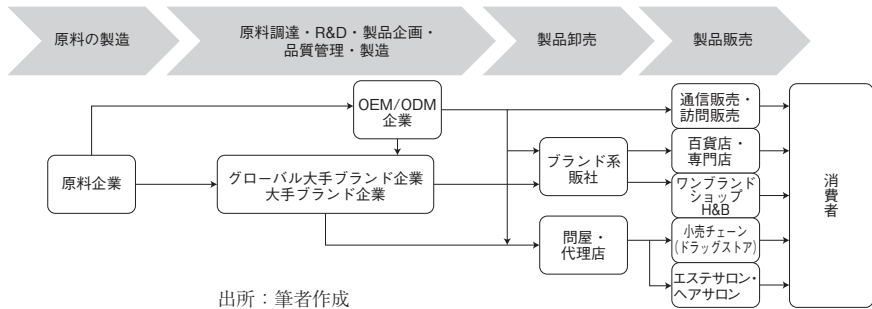 原料の製造
原料調達・R&D・製品企画・
品質管理・製造
製品卸売
製品販売
OEM/ODM
企業
通信販売・
訪問販売
原料企業
グローバル大手ブランド企業
大手ブランド企業
ブランド系
販社
百貨店・
専門店
ワンブランド
ショップ
H&B
問屋・
代理店
小売チェーン
(ドラッグストア)
エステサロン・
ヘアサロン
消費者
出所：筆者作成